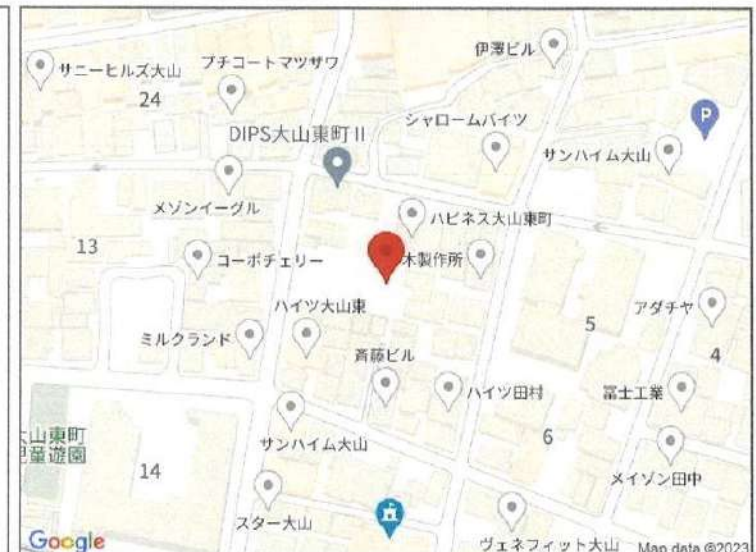 伊澤ビル
サニーヒルズ大山
プチコートマツザワ
24
シャロームハイツ
DIPS大山東町 II
P
サンハイム大山
メゾンイーグル
ハピネス大山東町
13
コーポチェリー
木製作所
アダチヤ
ハイツ大山東
5
ミルクランド
4
斉藤ビル
ハイツ田村
冨士工業
サンハイム大山
6
山東町
児童遊園
14
メイゾン田中
スター大山
ヴェネフィット大山
Google
Map data ©2023